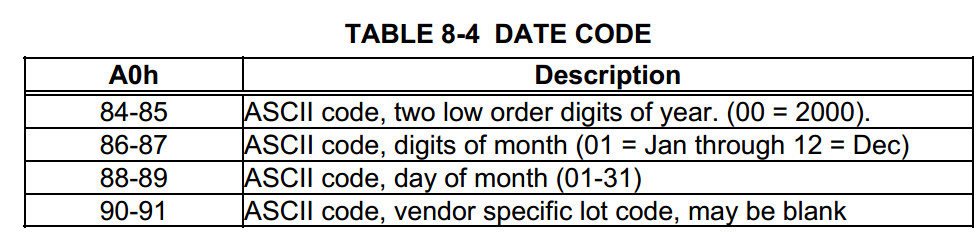 TABLE 8-4 DATE CODE
A0h Description
84-85 ASCII code, two low order digits of year. (00 = 2000).
86-87 ASCII code, digits of month (01 = Jan through 12 = Dec)
88-89 ASCII code, day of month (01-31)
90-91 ASCII code, vendor specific lot code, may be blank